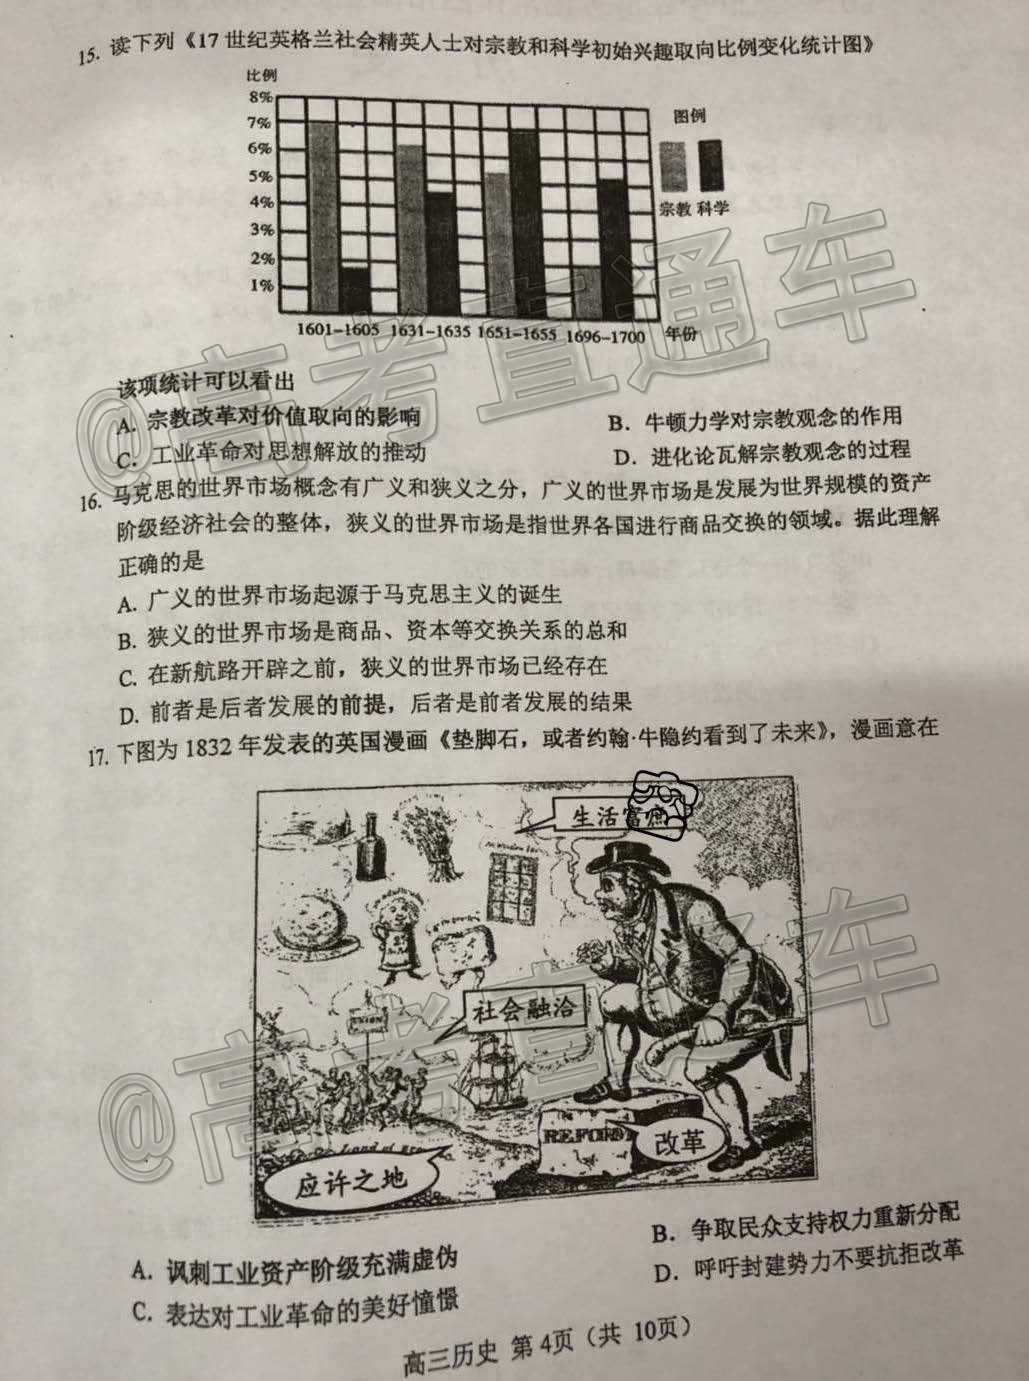 15. 读下列《17世纪英格兰社会精英人士对宗教和科学初始兴趣取向比例变化统计图》
比例
8%
7%
6%
5%
4%
3%
2%
1%
图例
宗教 科学
1601-1605 1631-1635 1651-1655 1696-1700 年份
该项统计可以看出
A. 宗教改革对价值取向的影响
B. 牛顿力学对宗教观念的作用
C. 工业革命对思想解放的推动
D. 进化论瓦解宗教观念的过程
16. 马克思的世界市场概念有广义和狭义之分，广义的世界市场是发展为世界规模的资产
阶级经济社会的整体，狭义的世界市场是指世界各国进行商品交换的领域。据此理解
正确的是
A. 广义的世界市场起源于马克思主义的诞生
B. 狭义的世界市场是商品、资本等交换关系的总和
C. 在新航路开辟之前，狭义的世界市场已经存在
D. 前者是后者发展的前提，后者是前者发展的结果
17. 下图为1832年发表的英国漫画《垫脚石，或者约翰·牛隐约看到了未来》，漫画意在
生活富庶
社会融洽
UNION
REFORM
改革
Land of
应许之地
A. 讽刺工业资产阶级充满虚伪
B. 争取民众支持权力重新分配
C. 表达对工业革命的美好憧憬
D. 呼吁封建势力不要抗拒改革
高三历史 第4页（共 10页）
@高考直通车
@高考直通车